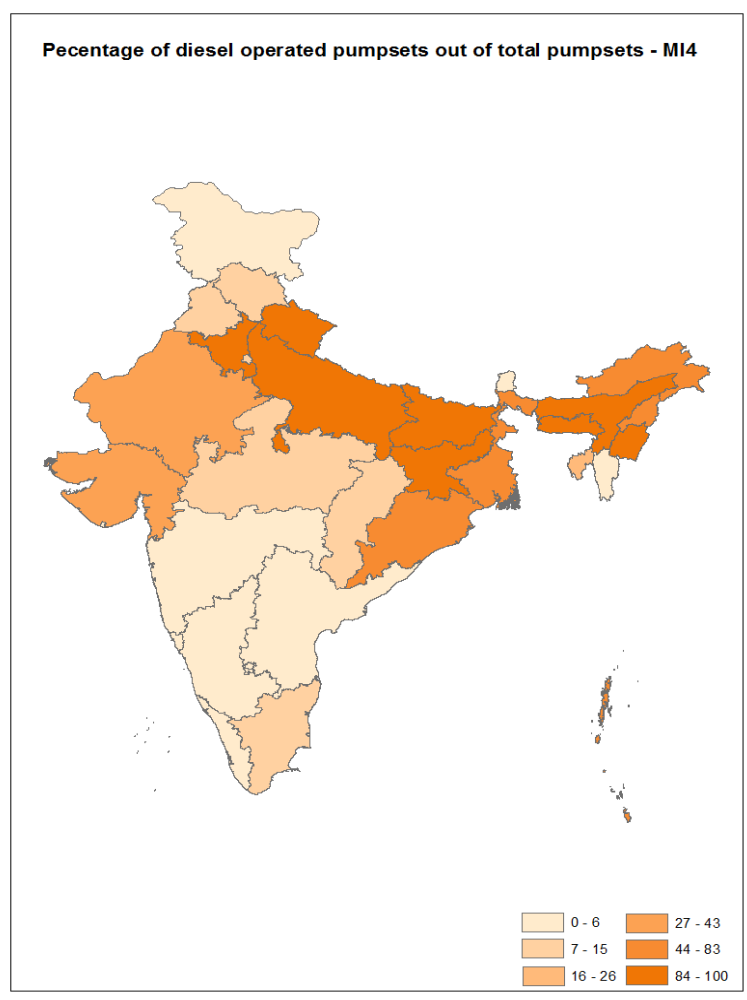 Pecentage of diesel operated pumpsets out of total pumpsets - MI4
0 - 6
27 - 43
7 - 15
44 - 83
16 - 26
84 - 100